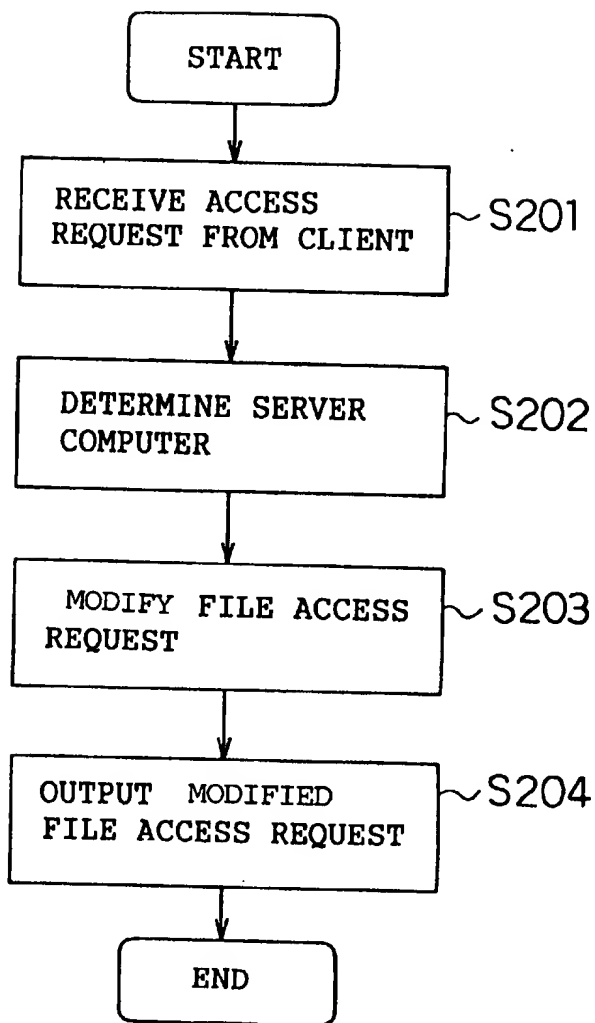 START
RECEIVE ACCESS
REQUEST FROM CLIENT
S201
DETERMINE SERVER
COMPUTER
S202
MODIFY FILE ACCESS
REQUEST
S203
OUTPUT MODIFIED
FILE ACCESS REQUEST
S204
END